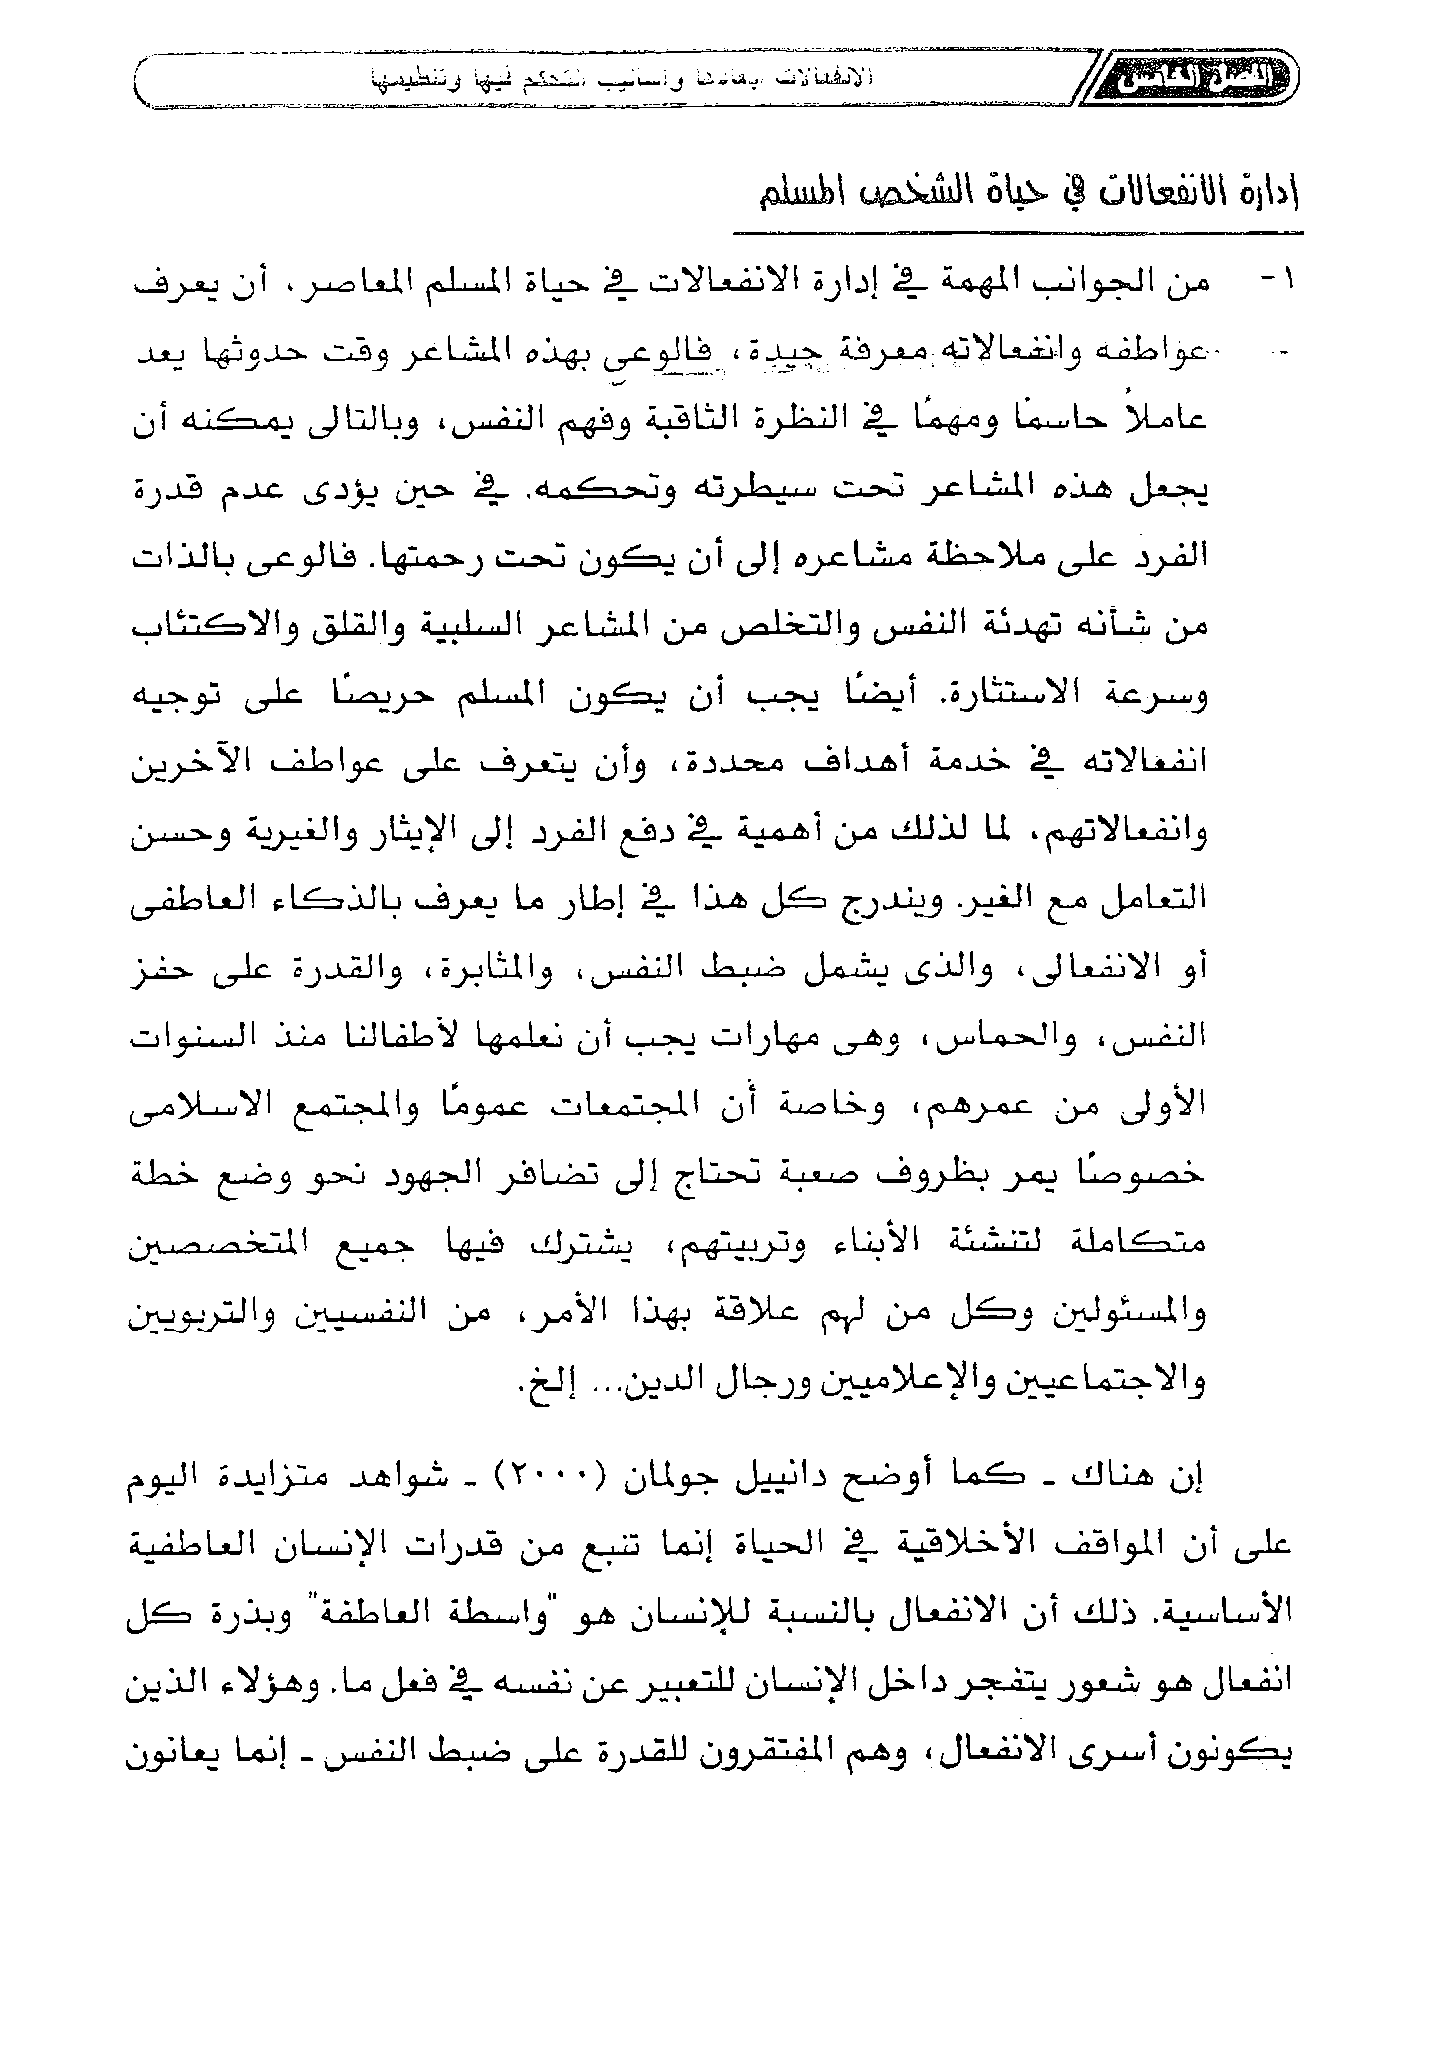 الانفعالات وأساليب التحكم فيها وتنظيمها
إدارة الانفعالات في حياة الشخص المسلم
١- من الجوانب المهمة في إدارة الانفعالات في حياة المسلم المعاصر، أن يعرف
عواطفه وانفعالاته معرفة جيدة، فالوعى بهذه المشاعر وقت حدوثها يعد
عاملاً حاسمًا ومهمًا في النظرة الثاقبة وفهم النفس، وبالتالى يمكنه أن
يجعل هذه المشاعر تحت سيطرته وتحكمه. في حين يؤدى عدم قدرة
الفرد على ملاحظة مشاعره إلى أن يكون تحت رحمتها. فالوعى بالذات
من شأنه تهدئة النفس والتخلص من المشاعر السلبية والقلق والاكتئاب
وسرعة الاستثارة. أيضًا يجب أن يكون المسلم حريصًا على توجيه
انفعالاته في خدمة أهداف محددة، وأن يتعرف على عواطف الآخرين
وانفعالاتهم، لما لذلك من أهمية في دفع الفرد إلى الإيثار والغيرية وحسن
التعامل مع الغير. ويندرج كل هذا في إطار ما يعرف بالذكاء العاطفى
أو الانفعالى، والذى يشمل ضبط النفس، والمثابرة، والقدرة على حفز
النفس، والحماس، وهى مهارات يجب أن نعلمها لأطفالنا منذ السنوات
الأولى من عمرهم، وخاصة أن المجتمعات عمومًا والمجتمع الاسلامى
خصوصًا يمر بظروف صعبة تحتاج إلى تضافر الجهود نحو وضع خطة
متكاملة لتنشئة الأبناء وتربيتهم، يشترك فيها جميع المتخصصين
والمسئولين وكل من لهم علاقة بهذا الأمر، من النفسيين والتربويين
والاجتماعيين والإعلاميين ورجال الدين... إلخ.
إن هناك - كما أوضح دانييل جولمان (٢٠٠٠) - شواهد متزايدة اليوم
على أن المواقف الأخلاقية في الحياة إنما تنبع من قدرات الإنسان العاطفية
الأساسية. ذلك أن الانفعال بالنسبة للإنسان هو "واسطة العاطفة" وبذرة كل
انفعال هو شعور يتفجر داخل الإنسان للتعبير عن نفسه في فعل ما. وهؤلاء الذين
يكونون أسرى الانفعال، وهم المفتقرون للقدرة على ضبط النفس - إنما يعانون